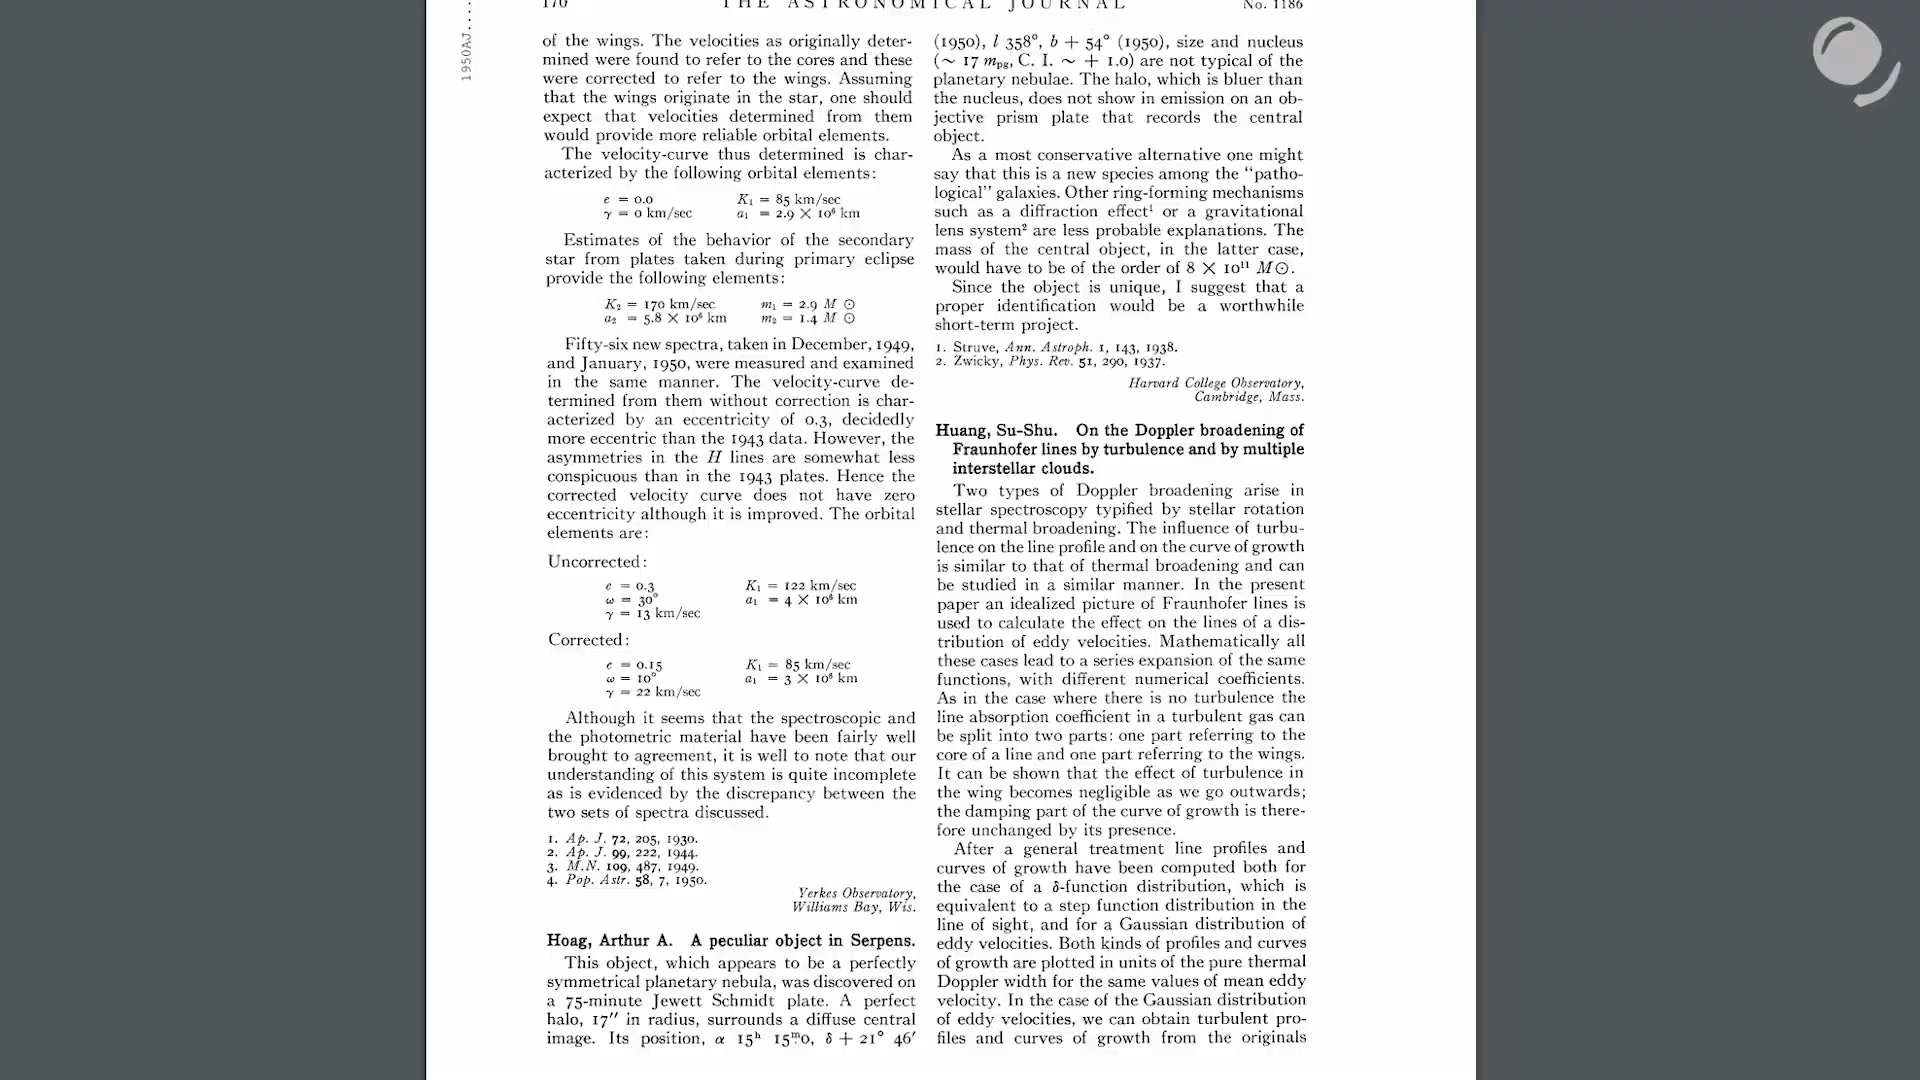 170
THE ASTRONOMICAL JOURNAL
No. 1186
1950AJ....
of the wings. The velocities as originally deter-
mined were found to refer to the cores and these
were corrected to refer to the wings. Assuming
that the wings originate in the star, one should
expect that velocities determined from them
would provide more reliable orbital elements.
The velocity-curve thus determined is char-
acterized by the following orbital elements:
e = 0.0 K₁ = 85 km/sec
γ = 0 km/sec a₁ = 2.9 × 10⁶ km
Estimates of the behavior of the secondary
star from plates taken during primary eclipse
provide the following elements:
K₂ = 170 km/sec m₁ = 2.9 M ⊙
a₂ = 5.8 × 10⁶ km m₂ = 1.4 M ⊙
Fifty-six new spectra, taken in December, 1949,
and January, 1950, were measured and examined
in the same manner. The velocity-curve de-
termined from them without correction is char-
acterized by an eccentricity of 0.3, decidedly
more eccentric than the 1943 data. However, the
asymmetries in the H lines are somewhat less
conspicuous than in the 1943 plates. Hence the
corrected velocity curve does not have zero
eccentricity although it is improved. The orbital
elements are:
Uncorrected:
e = 0.3 K₁ = 122 km/sec
ω = 30° a₁ = 4 × 10⁶ km
γ = 13 km/sec
Corrected:
e = 0.15 K₁ = 85 km/sec
ω = 10° a₁ = 3 × 10⁶ km
γ = 22 km/sec
Although it seems that the spectroscopic and
the photometric material have been fairly well
brought to agreement, it is well to note that our
understanding of this system is quite incomplete
as is evidenced by the discrepancy between the
two sets of spectra discussed.
1. Ap. J. 72, 205, 1930.
2. Ap. J. 99, 222, 1944.
3. M.N. 109, 487, 1949.
4. Pop. Astr. 58, 7, 1950.
Yerkes Observatory,
Williams Bay, Wis.
Hoag, Arthur A. A peculiar object in Serpens.
This object, which appears to be a perfectly
symmetrical planetary nebula, was discovered on
a 75-minute Jewett Schmidt plate. A perfect
halo, 17″ in radius, surrounds a diffuse central
image. Its position, α 15ʰ 15ᵐ0, δ + 21° 46′
(1950), l 358°, b + 54° (1950), size and nucleus
(∼ 17 mpg, C. I. ∼ + 1.0) are not typical of the
planetary nebulae. The halo, which is bluer than
the nucleus, does not show in emission on an ob-
jective prism plate that records the central
object.
As a most conservative alternative one might
say that this is a new species among the “patho-
logical” galaxies. Other ring-forming mechanisms
such as a diffraction effect¹ or a gravitational
lens system² are less probable explanations. The
mass of the central object, in the latter case,
would have to be of the order of 8 × 10¹¹ M⊙.
Since the object is unique, I suggest that a
proper identification would be a worthwhile
short-term project.
1. Struve, Ann. Astroph. 1, 143, 1938.
2. Zwicky, Phys. Rev. 51, 290, 1937.
Harvard College Observatory,
Cambridge, Mass.
Huang, Su-Shu. On the Doppler broadening of
Fraunhofer lines by turbulence and by multiple
interstellar clouds.
Two types of Doppler broadening arise in
stellar spectroscopy typified by stellar rotation
and thermal broadening. The influence of turbu-
lence on the line profile and on the curve of growth
is similar to that of thermal broadening and can
be studied in a similar manner. In the present
paper an idealized picture of Fraunhofer lines is
used to calculate the effect on the lines of a dis-
tribution of eddy velocities. Mathematically all
these cases lead to a series expansion of the same
functions, with different numerical coefficients.
As in the case where there is no turbulence the
line absorption coefficient in a turbulent gas can
be split into two parts: one part referring to the
core of a line and one part referring to the wings.
It can be shown that the effect of turbulence in
the wing becomes negligible as we go outwards;
the damping part of the curve of growth is there-
fore unchanged by its presence.
After a general treatment line profiles and
curves of growth have been computed both for
the case of a δ-function distribution, which is
equivalent to a step function distribution in the
line of sight, and for a Gaussian distribution of
eddy velocities. Both kinds of profiles and curves
of growth are plotted in units of the pure thermal
Doppler width for the same values of mean eddy
velocity. In the case of the Gaussian distribution
of eddy velocities, we can obtain turbulent pro-
files and curves of growth from the originals